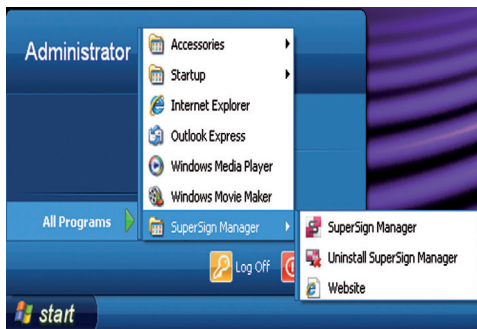 Administrator
Accessories
Startup
Internet Explorer
Outlook Express
Windows Media Player
Windows Movie Maker
All Programs
SuperSign Manager
SuperSign Manager
Uninstall SuperSign Manager
Website
Log Off
start